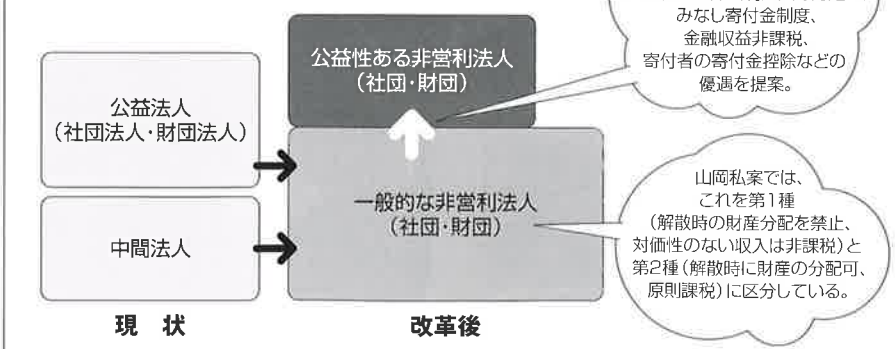 みなし寄付金制度、
金融収益非課税、
寄付者の寄付金控除などの
優遇を提案。
公益性ある非営利法人
(社団・財団)
公益法人
(社団法人・財団法人)
一般的な非営利法人
(社団・財団)
中間法人
山岡私案では、
これを第1種
(解散時の財産分配を禁止、
対価性のない収入は非課税)と
第2種(解散時に財産の分配可、
原則課税)に区分している。
現 状
改革後